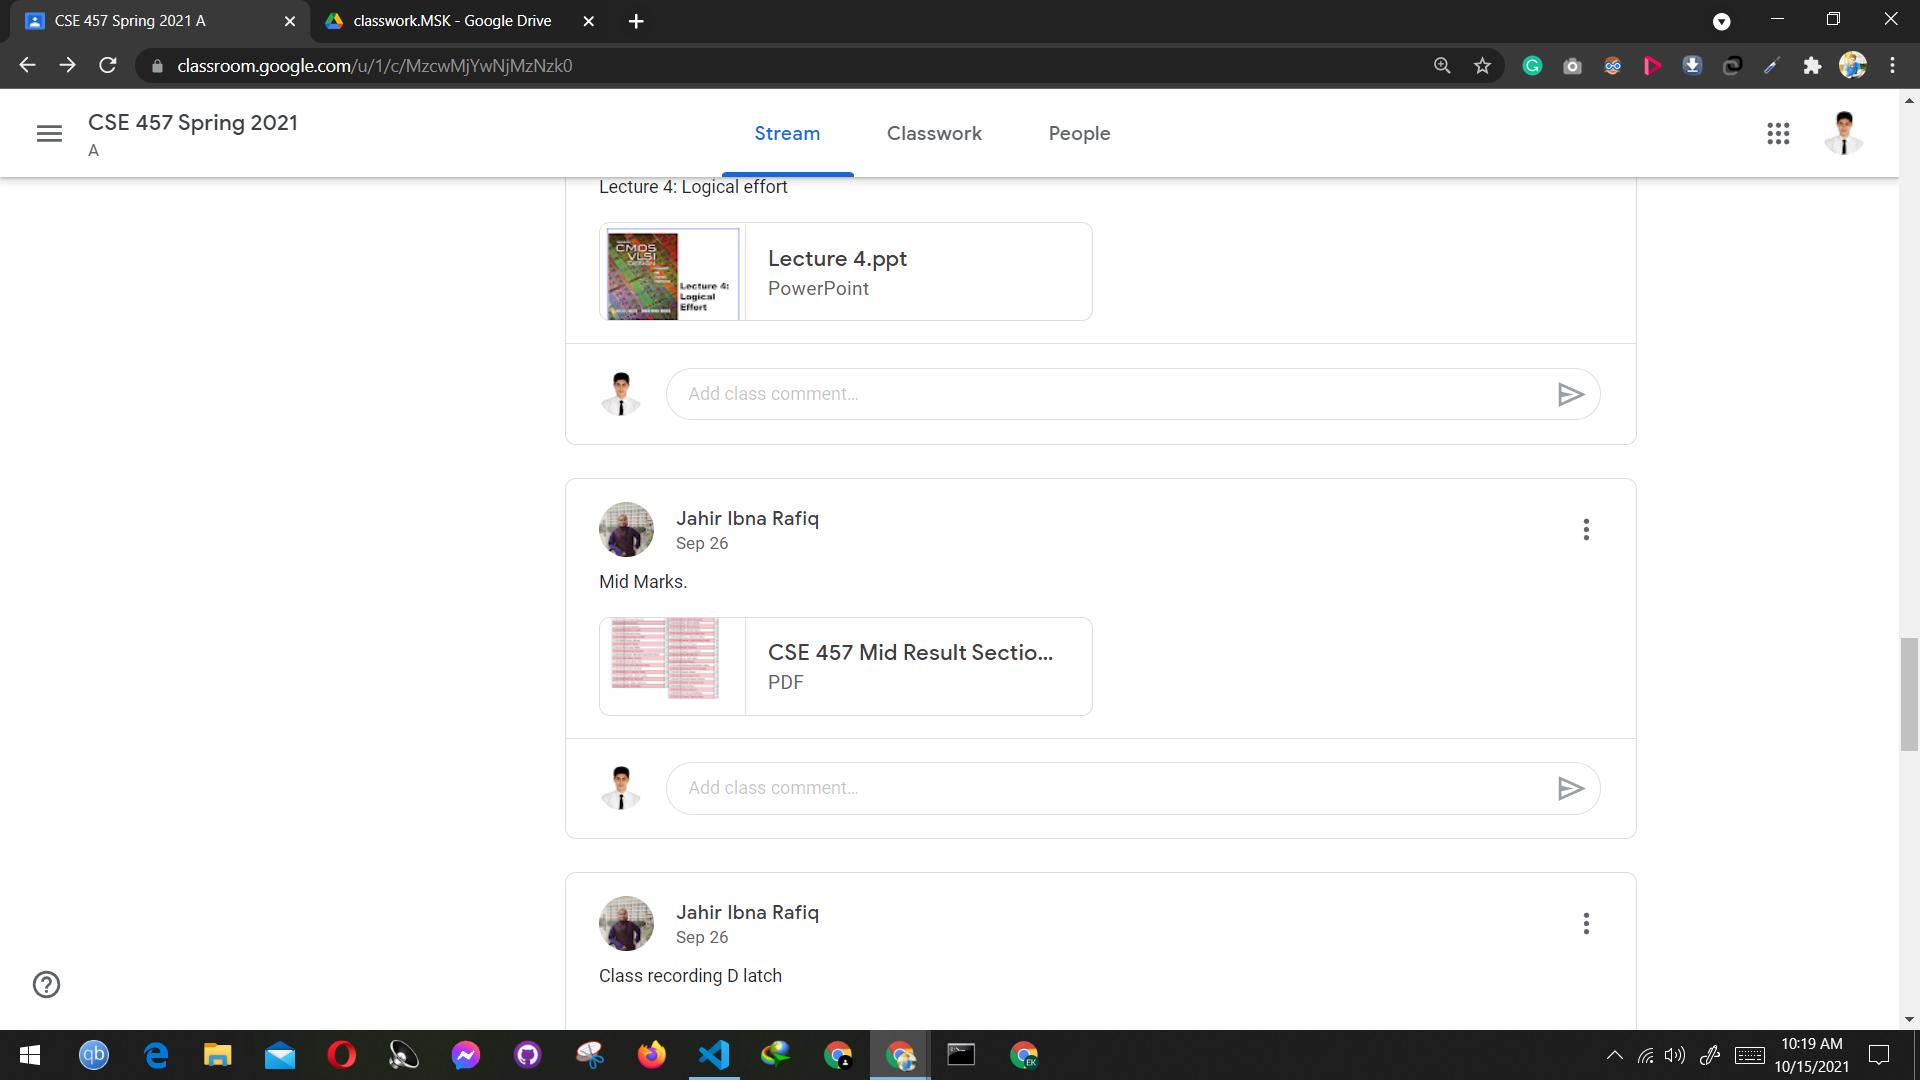 CSE 457 Spring 2021 A
classwork.MSK - Google Drive
classroom.google.com/u/1/c/MzcwMjYwNjMzNzk0
CSE 457 Spring 2021
A
Stream
Classwork
People
Lecture 4: Logical effort
CMOS
VLSI
DESIGN
Lecture 4:
Logical
Effort
Lecture 4.ppt
PowerPoint
Add class comment...
Jahir Ibna Rafiq
Sep 26
Mid Marks.
CSE 457 Mid Result Sectio...
PDF
Add class comment...
Jahir Ibna Rafiq
Sep 26
Class recording D latch
qb
EK
10:19 AM
10/15/2021